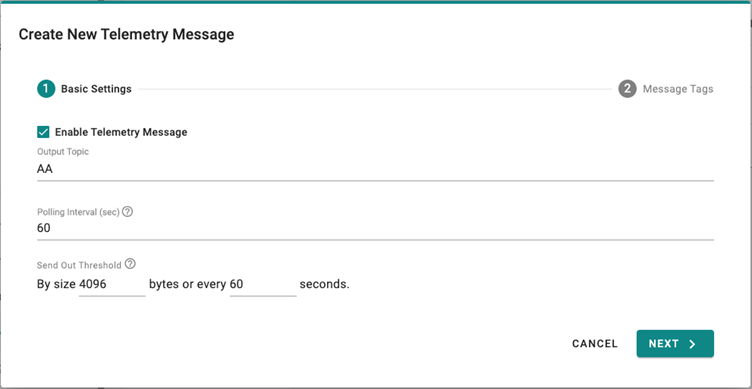 Create New Telemetry Message
1 Basic Settings 2 Message Tags
Enable Telemetry Message
Output Topic
AA
Polling Interval (sec) ?
60
Send Out Threshold ?
By size 4096 bytes or every 60 seconds.
CANCEL NEXT